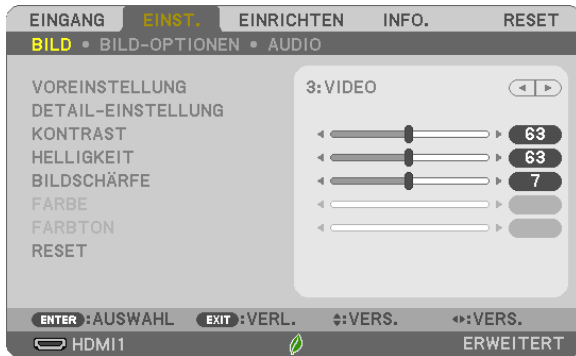 EINGANG EINST. EINRICHTEN INFO. RESET
BILD • BILD-OPTIONEN • AUDIO
VOREINSTELLUNG 3:VIDEO
DETAIL-EINSTELLUNG
KONTRAST 63
HELLIGKEIT 63
BILDSCHÄRFE 7
FARBE
FARBTON
RESET
ENTER :AUSWAHL EXIT :VERL. :VERS. :VERS.
HDMI1 ERWEITERT